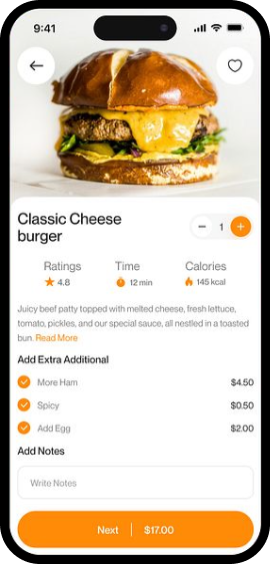 9:41
Classic Cheese
burger
− 1 +
Ratings Time Calories
4.8 12 min 145 kcal
Juicy beef patty topped with melted cheese, fresh lettuce,
tomato, pickles, and our special sauce, all nestled in a toasted
bun. Read More
Add Extra Additional
More Ham $4.50
Spicy $0.50
Add Egg $2.00
Add Notes
Write Notes
Next | $17.00